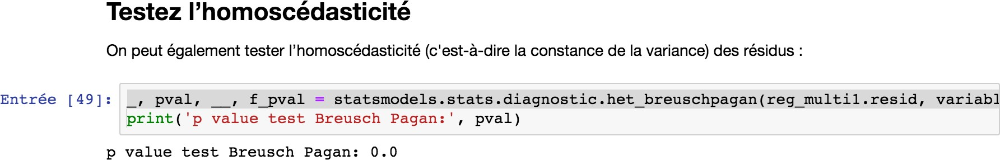 Testez l’homoscédasticité
On peut également tester l’homoscédasticité (c'est-à-dire la constance de la variance) des résidus :
Entrée [49]: _, pval, __, f_pval = statsmodels.stats.diagnostic.het_breuschpagan(reg_multi1.resid, variabl
print('p value test Breusch Pagan:', pval)
p value test Breusch Pagan: 0.0